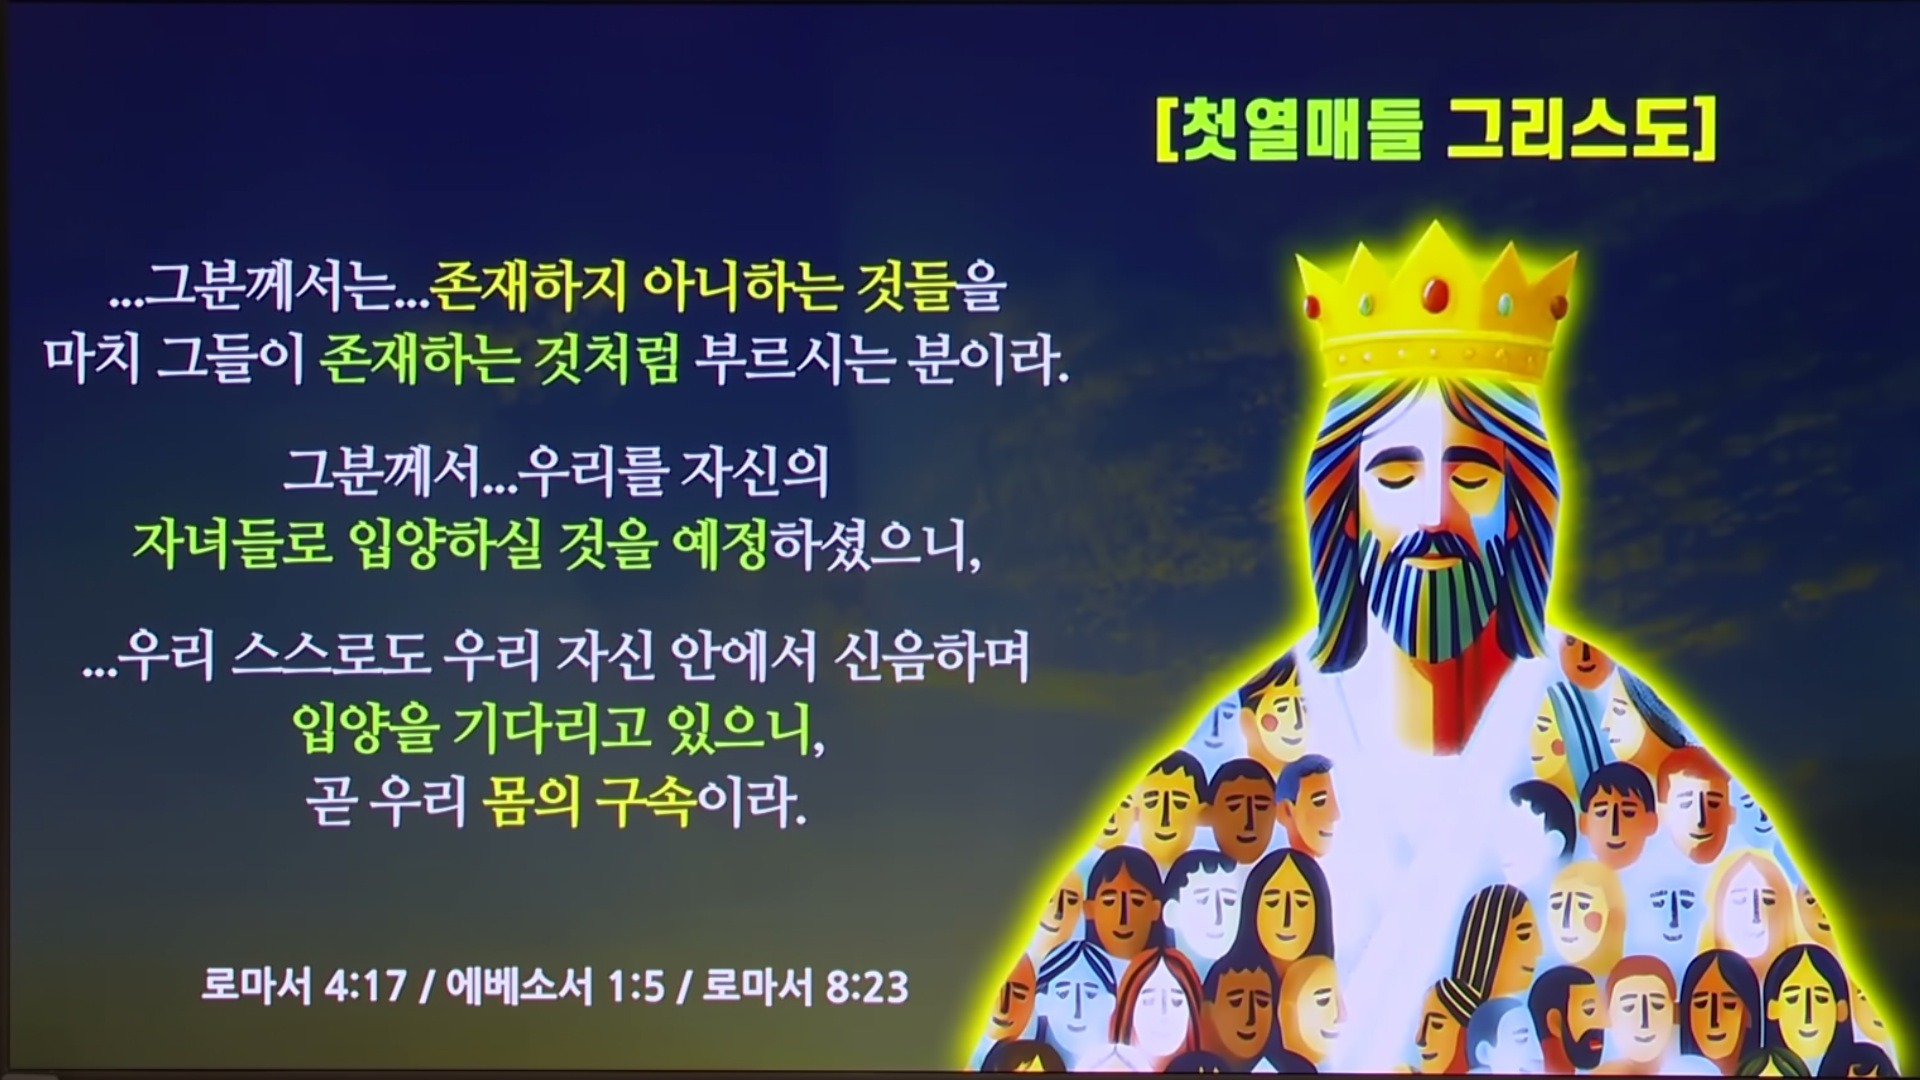 [첫열매들 그리스도]
...그분께서는...존재하지 아니하는 것들을
마치 그들이 존재하는 것처럼 부르시는 분이라.
그분께서...우리를 자신의
자녀들로 입양하실 것을 예정하셨으니,
...우리 스스로도 우리 자신 안에서 신음하며
입양을 기다리고 있으니,
곧 우리 몸의 구속이라.
로마서 4:17 / 에베소서 1:5 / 로마서 8:23